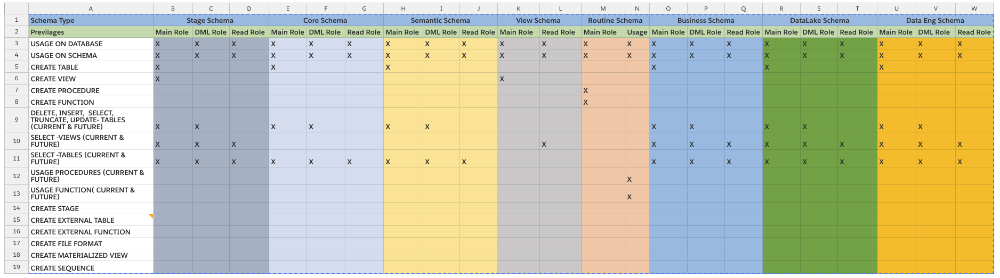 A B C D E F G H I J K L M N O P Q R S T U V W
1 Schema Type Stage Schema Core Schema Semantic Schema View Schema Routine Schema Business Schema DataLake Schema Data Eng Schema
2 Previlages Main Role DML Role Read Role Main Role DML Role Read Role Main Role DML Role Read Role Main Role Read Role Main Role Usage Main Role DML Role Read Role Main Role DML Role Read Role Main Role DML Role Read Role
3 USAGE ON DATABASE X X X X X X X X X X X X X X X X X X X X X X
4 USAGE ON SCHEMA X X X X X X X X X X X X X X X X X X X X X X
5 CREATE TABLE X X X X X X
6 CREATE VIEW X X
7 CREATE PROCEDURE X
8 CREATE FUNCTION X
DELETE, INSERT, SELECT,
9 TRUNCATE, UPDATE- TABLES
(CURRENT & FUTURE) X X X X X X X X X X X X
10 SELECT -VIEWS (CURRENT &
FUTURE) X X X X X X X X X X X X X
11 SELECT -TABLES (CURRENT &
FUTURE) X X X X X X X X X X X X X X X X X X
12 USAGE PROCEDURES (CURRENT &
FUTURE) X
13 USAGE FUNCTION( CURRENT &
FUTURE) X
14 CREATE STAGE
15 CREATE EXTERNAL TABLE
16 CREATE EXTERNAL FUNCTION
17 CREATE FILE FORMAT
18 CREATE MATERIALIZED VIEW
19 CREATE SEQUENCE